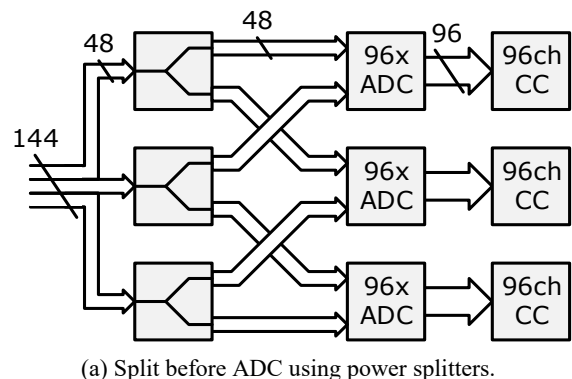 48
48
96
96x
ADC
96ch
CC
144
96x
ADC
96ch
CC
96x
ADC
96ch
CC
(a) Split before ADC using power splitters.